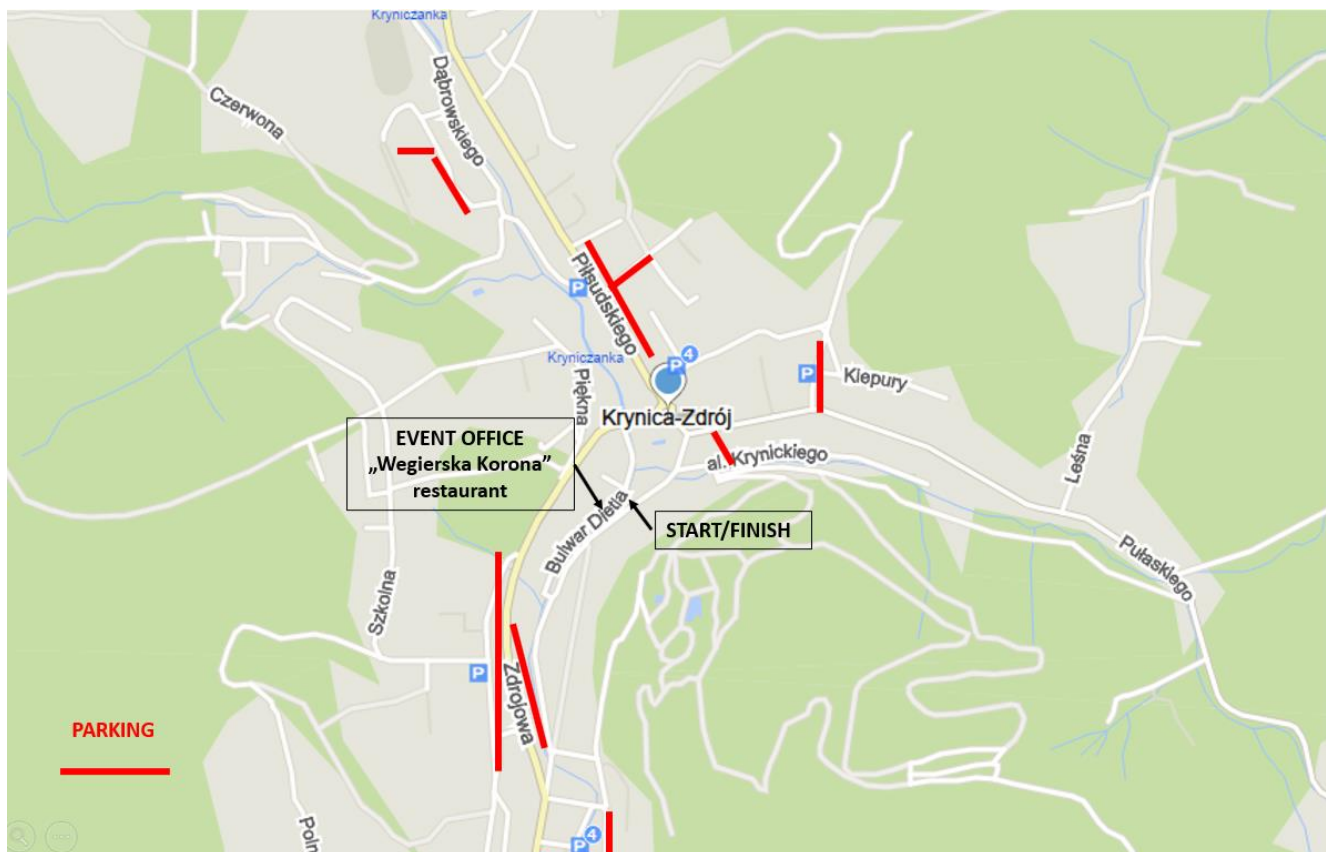 Kryniczanka
Dąbrowskiego
Czerwona
Piłsudskiego
P
Kryniczanka
Piękna
P
4
P
Kiepury
Krynica-Zdrój
EVENT OFFICE
„Wegierska Korona”
restaurant
al. Krynickiego
Leśna
START/FINISH
Bulwar Dietla
Pułaskiego
Szkolna
P
Zdrojowa
PARKING
P
4